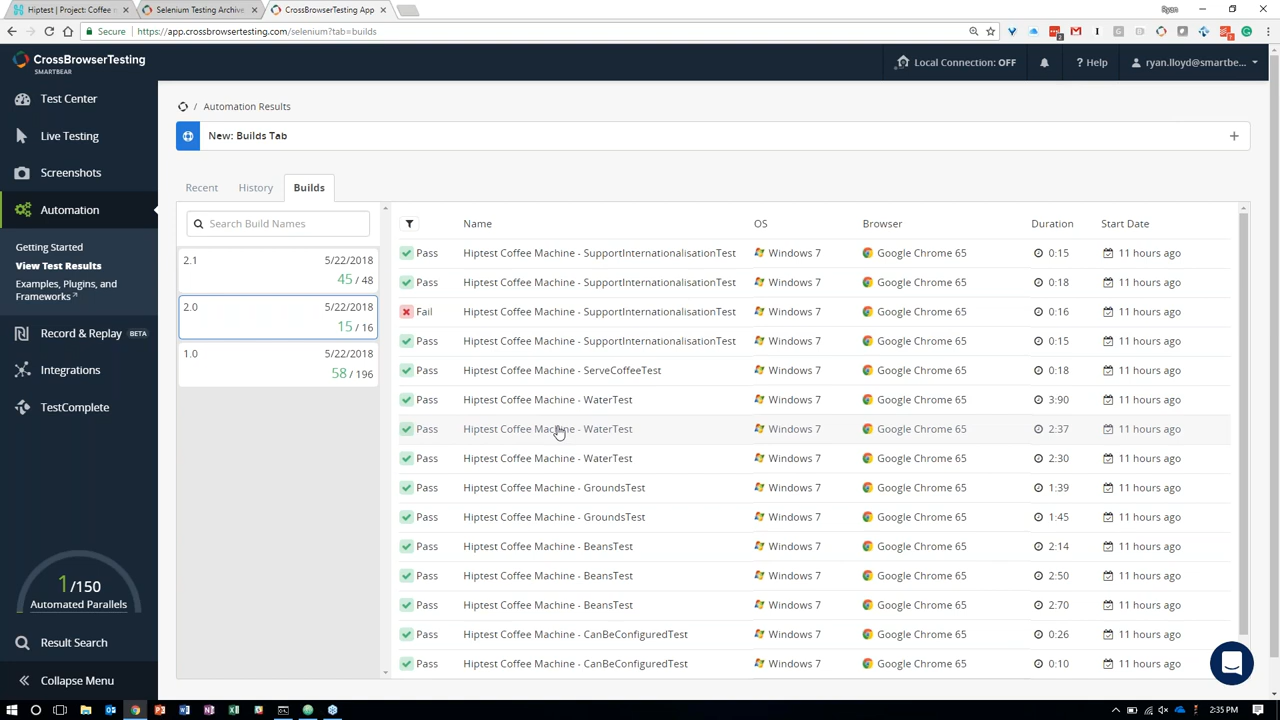 Hiptest | Project: Coffee
Selenium Testing Archive
CrossBrowserTesting App
Ryan
Secure
https://app.crossbrowsertesting.com/selenium?tab=builds
CrossBrowserTesting
SMARTBEAR
Local Connection: OFF
? Help
ryan.lloyd@smartbe...
Test Center
Live Testing
Screenshots
Automation
Getting Started
View Test Results
Examples, Plugins, and
Frameworks
Record & Replay BETA
Integrations
TestComplete
1/150
Automated Parallels
Result Search
Collapse Menu
/ Automation Results
New: Builds Tab
Recent History Builds
Search Build Names
2.1 5/22/2018
45 / 48
2.0 5/22/2018
15 / 16
1.0 5/22/2018
58 / 196
Name OS Browser Duration Start Date
Pass Hiptest Coffee Machine - SupportInternationalisationTest Windows 7 Google Chrome 65 0:15 11 hours ago
Pass Hiptest Coffee Machine - SupportInternationalisationTest Windows 7 Google Chrome 65 0:18 11 hours ago
Fail Hiptest Coffee Machine - SupportInternationalisationTest Windows 7 Google Chrome 65 0:16 11 hours ago
Pass Hiptest Coffee Machine - SupportInternationalisationTest Windows 7 Google Chrome 65 0:17 11 hours ago
Pass Hiptest Coffee Machine - ServeCoffeeTest Windows 7 Google Chrome 65 0:18 11 hours ago
Pass Hiptest Coffee Machine - WaterTest Windows 7 Google Chrome 65 3:90 11 hours ago
Pass Hiptest Coffee Machine - WaterTest Windows 7 Google Chrome 65 2:37 11 hours ago
Pass Hiptest Coffee Machine - WaterTest Windows 7 Google Chrome 65 2:30 11 hours ago
Pass Hiptest Coffee Machine - GroundsTest Windows 7 Google Chrome 65 1:39 11 hours ago
Pass Hiptest Coffee Machine - GroundsTest Windows 7 Google Chrome 65 1:45 11 hours ago
Pass Hiptest Coffee Machine - BeansTest Windows 7 Google Chrome 65 2:14 11 hours ago
Pass Hiptest Coffee Machine - BeansTest Windows 7 Google Chrome 65 2:50 11 hours ago
Pass Hiptest Coffee Machine - BeansTest Windows 7 Google Chrome 65 2:70 11 hours ago
Pass Hiptest Coffee Machine - CanBeConfiguredTest Windows 7 Google Chrome 65 0:26 11 hours ago
Pass Hiptest Coffee Machine - CanBeConfiguredTest Windows 7 Google Chrome 65 0:10 11 hours ago
2:35 PM